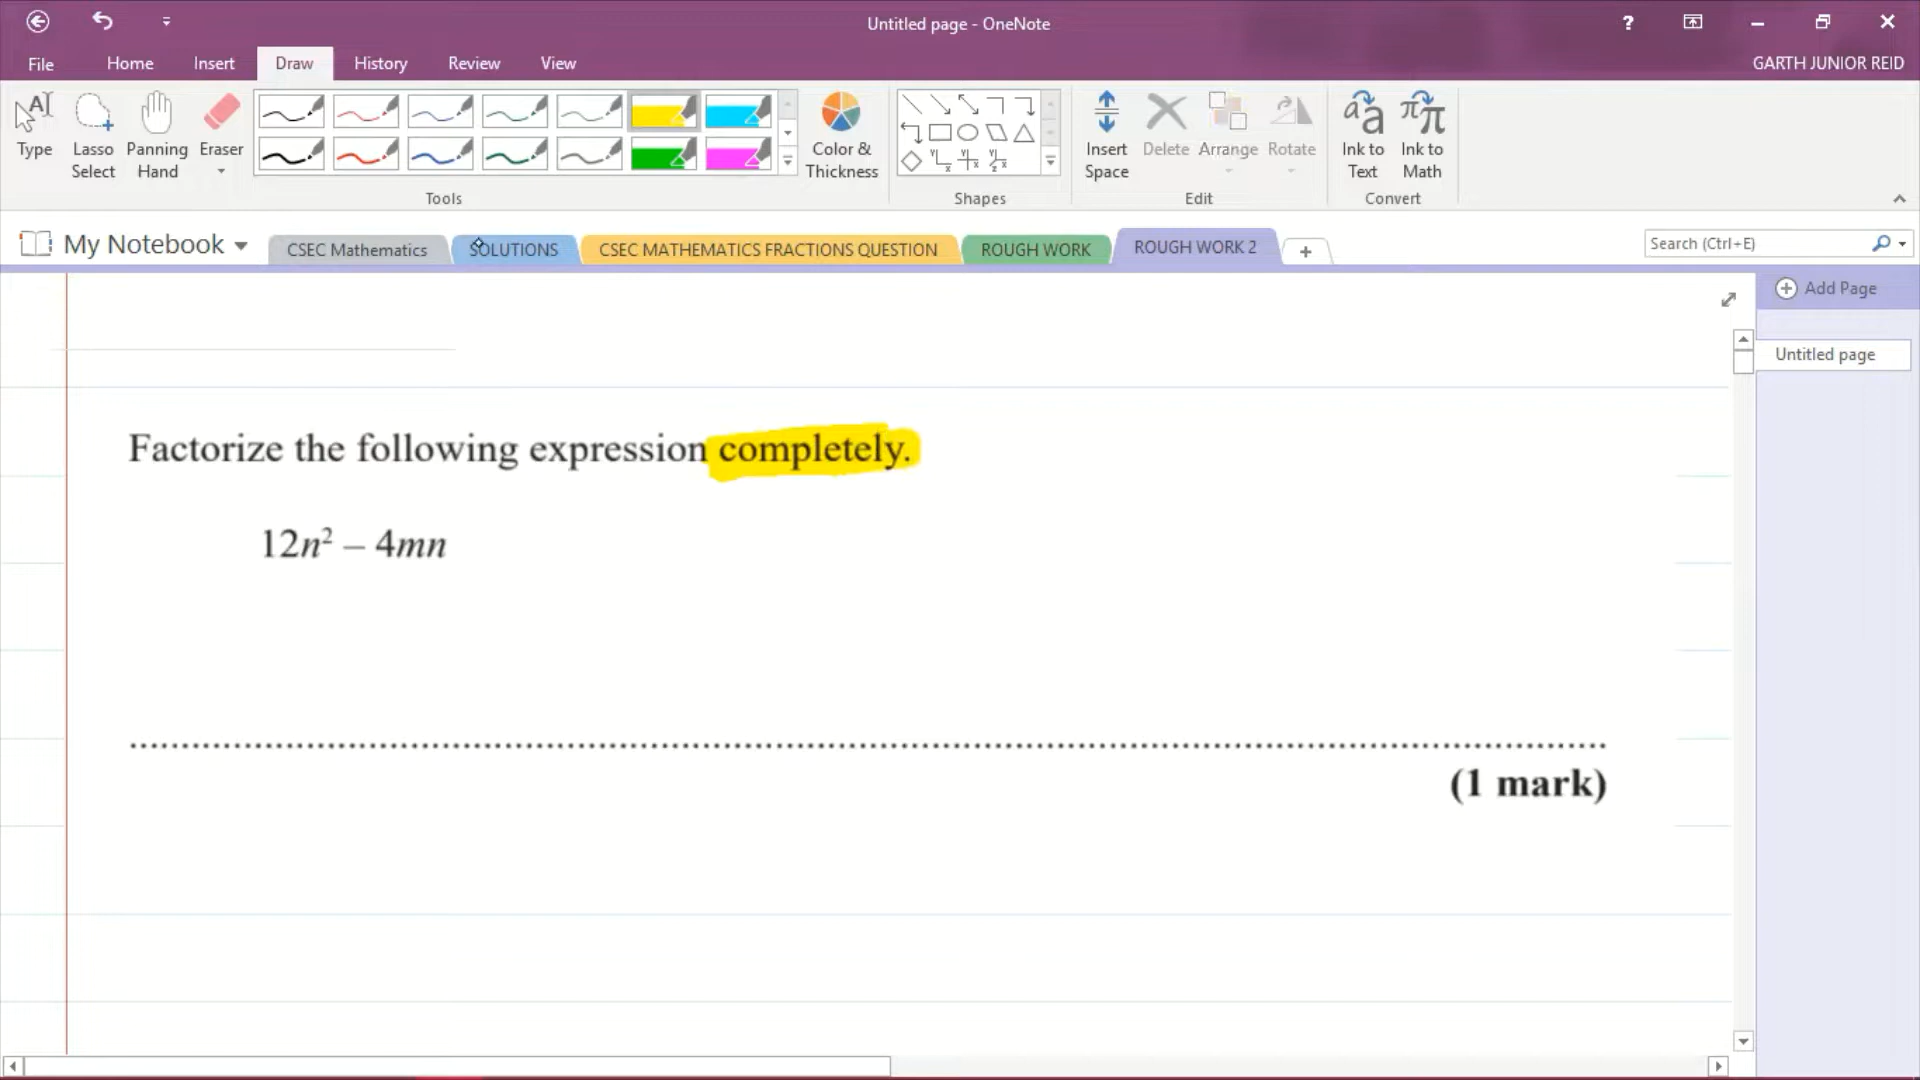 Untitled page - OneNote
File Home Insert Draw History Review View GARTH JUNIOR REID
Type
Lasso Select
Panning Hand
Eraser
Color & Thickness
Insert Space
Delete
Arrange
Rotate
Ink to Text
Ink to Math
Tools Shapes Edit Convert
My Notebook CSEC Mathematics SOLUTIONS CSEC MATHEMATICS FRACTIONS QUESTION ROUGH WORK ROUGH WORK 2 + Search (Ctrl+E)
Add Page
Untitled page
Factorize the following expression completely.
12n² – 4mn
(1 mark)